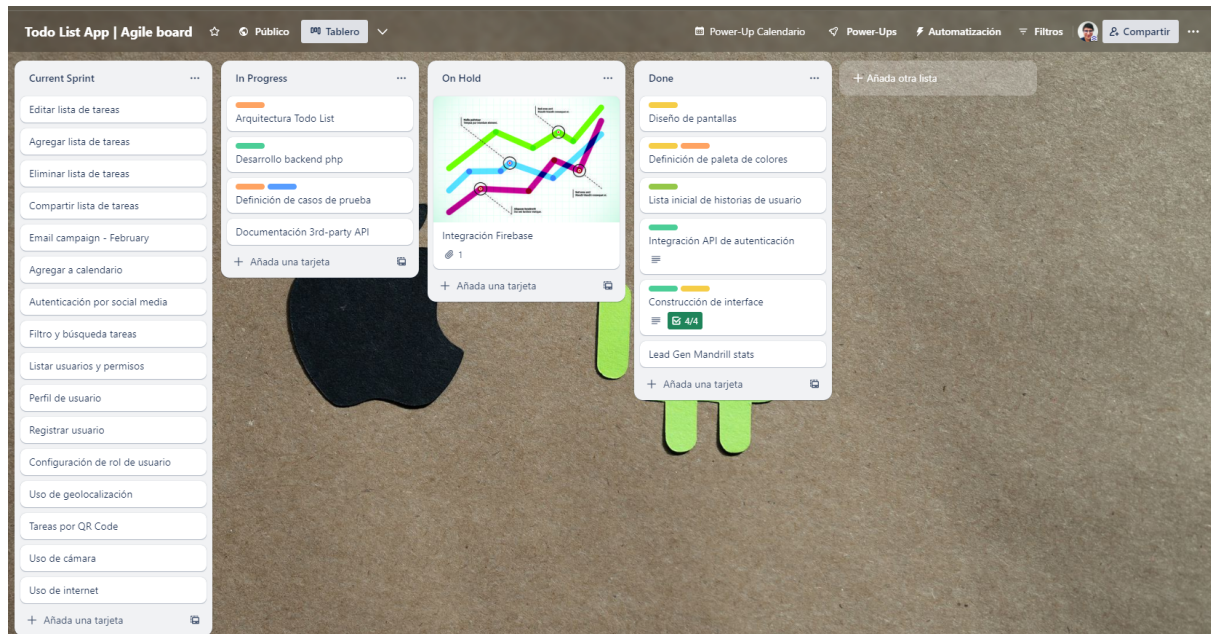 Todo List App | Agile board
Público
Tablero
Power-Up Calendario
Power-Ups
Automatización
Filtros
Compartir
Current Sprint
Editar lista de tareas
Agregar lista de tareas
Eliminar lista de tareas
Compartir lista de tareas
Email campaign - February
Agregar a calendario
Autenticación por social media
Filtro y búsqueda tareas
Listar usuarios y permisos
Perfil de usuario
Registrar usuario
Configuración de rol de usuario
Uso de geolocalización
Tareas por QR Code
Uso de cámara
Uso de internet
+ Añada una tarjeta
In Progress
Arquitectura Todo List
Desarrollo backend php
Definición de casos de prueba
Documentación 3rd-party API
+ Añada una tarjeta
On Hold
Integración Firebase
1
+ Añada una tarjeta
Done
Diseño de pantallas
Definición de paleta de colores
Lista inicial de historias de usuario
Integración API de autenticación
Construcción de interface
4/4
Lead Gen Mandrill stats
+ Añada una tarjeta
+ Añada otra lista